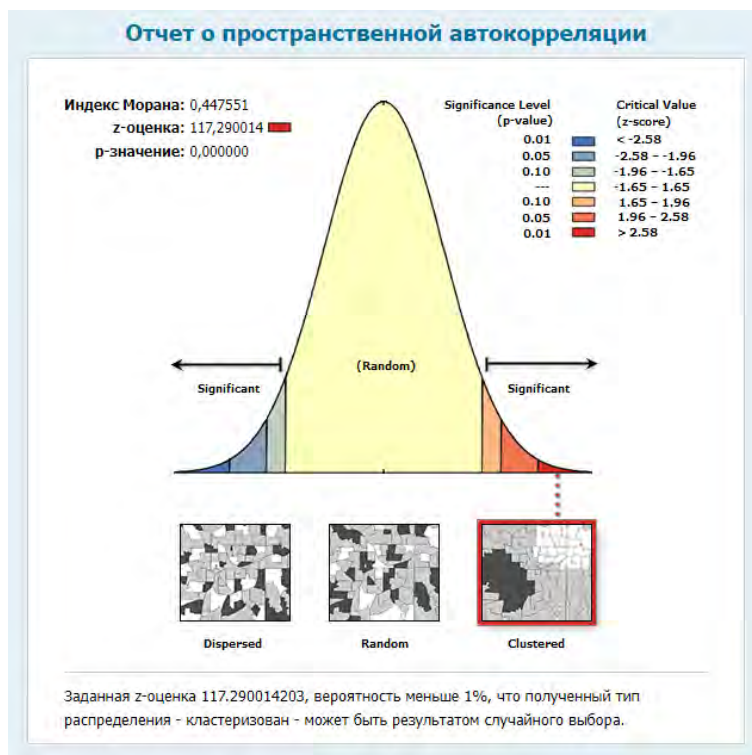 Отчет о пространственной автокорреляции
Индекс Морана: 0,447551
z-оценка: 117,290014
p-значение: 0,000000
Significance Level Critical Value
(p-value) (z-score)
0.01 < -2.58
0.05 -2.58 – -1.96
0.10 -1.96 – -1.65
--- -1.65 – 1.65
0.10 1.65 – 1.96
0.05 1.96 – 2.58
0.01 > 2.58
(Random)
Significant Significant
Dispersed Random Clustered
Заданная z-оценка 117.290014203, вероятность меньше 1%, что полученный тип
распределения - кластеризован - может быть результатом случайного выбора.